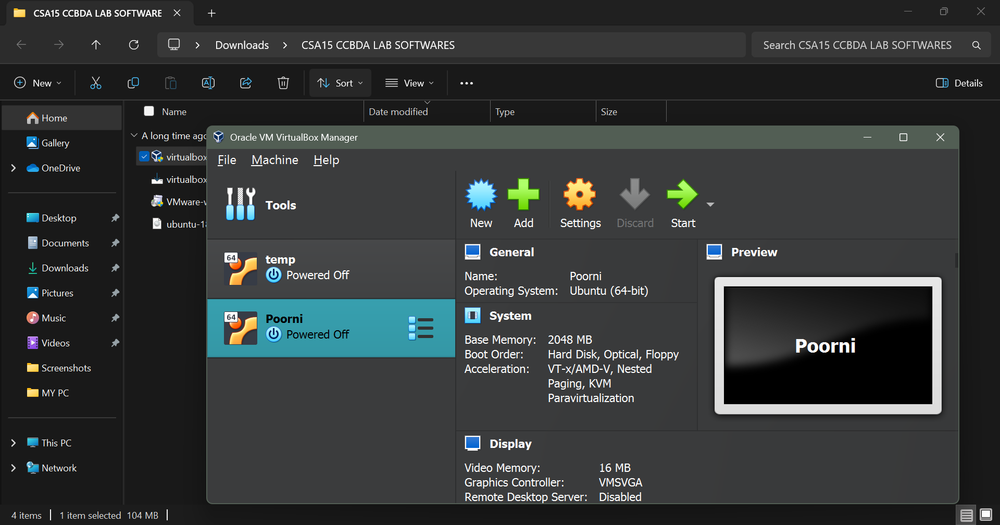 CSA15 CCBDA LAB SOFTWARE
Downloads > CSA15 CCBDA LAB SOFTWARES
Search CSA15 CCBDA LAB SOFTWARES
New
Sort
View
Details
Name
Date modified
Type
Size
Home
Gallery
OneDrive
Desktop
Documents
Downloads
Pictures
Music
Videos
Screenshots
MY PC
This PC
Network
A long time ago
virtualbox
virtualbox
VMware-w
ubuntu-18
Oracle VM VirtualBox Manager
File Machine Help
Tools
New
Add
Settings
Discard
Start
64
temp
Powered Off
64
Poorni
Powered Off
General
Name: Poorni
Operating System: Ubuntu (64-bit)
System
Base Memory: 2048 MB
Boot Order: Hard Disk, Optical, Floppy
Acceleration: VT-x/AMD-V, Nested
Paging, KVM
Paravirtualization
Preview
Poorni
Display
Video Memory: 16 MB
Graphics Controller: VMSVGA
Remote Desktop Server: Disabled
4 items
1 item selected 104 MB